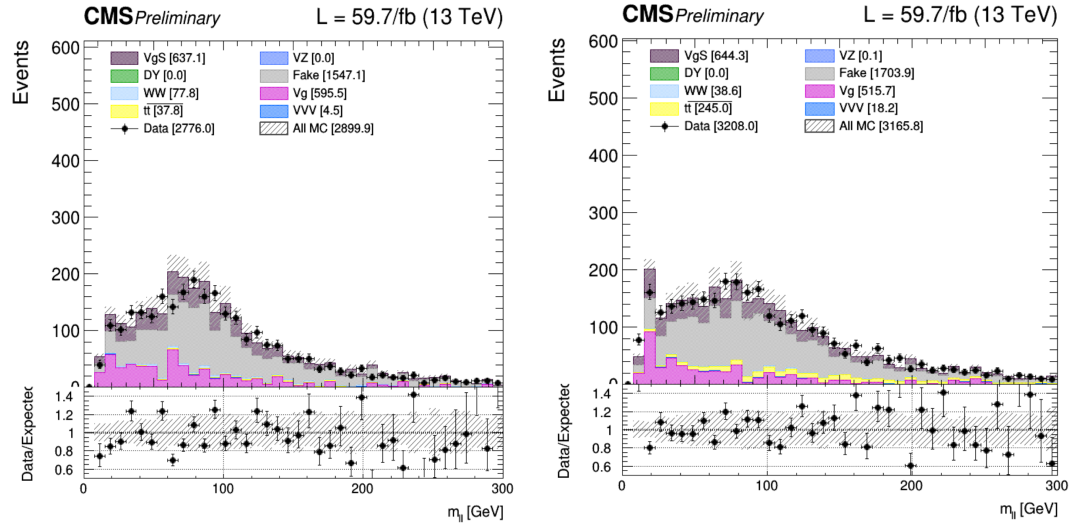 CMS Preliminary L = 59.7/fb (13 TeV)
Events
600
500
400
300
200
100
0
VgS [637.1]
VZ [0.0]
DY [0.0]
Fake [1547.1]
WW [77.8]
Vg [595.5]
tt [37.8]
VVV [4.5]
Data [2776.0]
All MC [2899.9]
Data/Expected
1.4
1.2
1
0.8
0.6
0 100 200 300
m_ll [GeV]
CMS Preliminary L = 59.7/fb (13 TeV)
Events
600
500
400
300
200
100
0
VgS [644.3]
VZ [0.1]
DY [0.0]
Fake [1703.9]
WW [38.6]
Vg [515.7]
tt [245.0]
VVV [18.2]
Data [3208.0]
All MC [3165.8]
Data/Expected
1.4
1.2
1
0.8
0.6
0 100 200 300
m_ll [GeV]